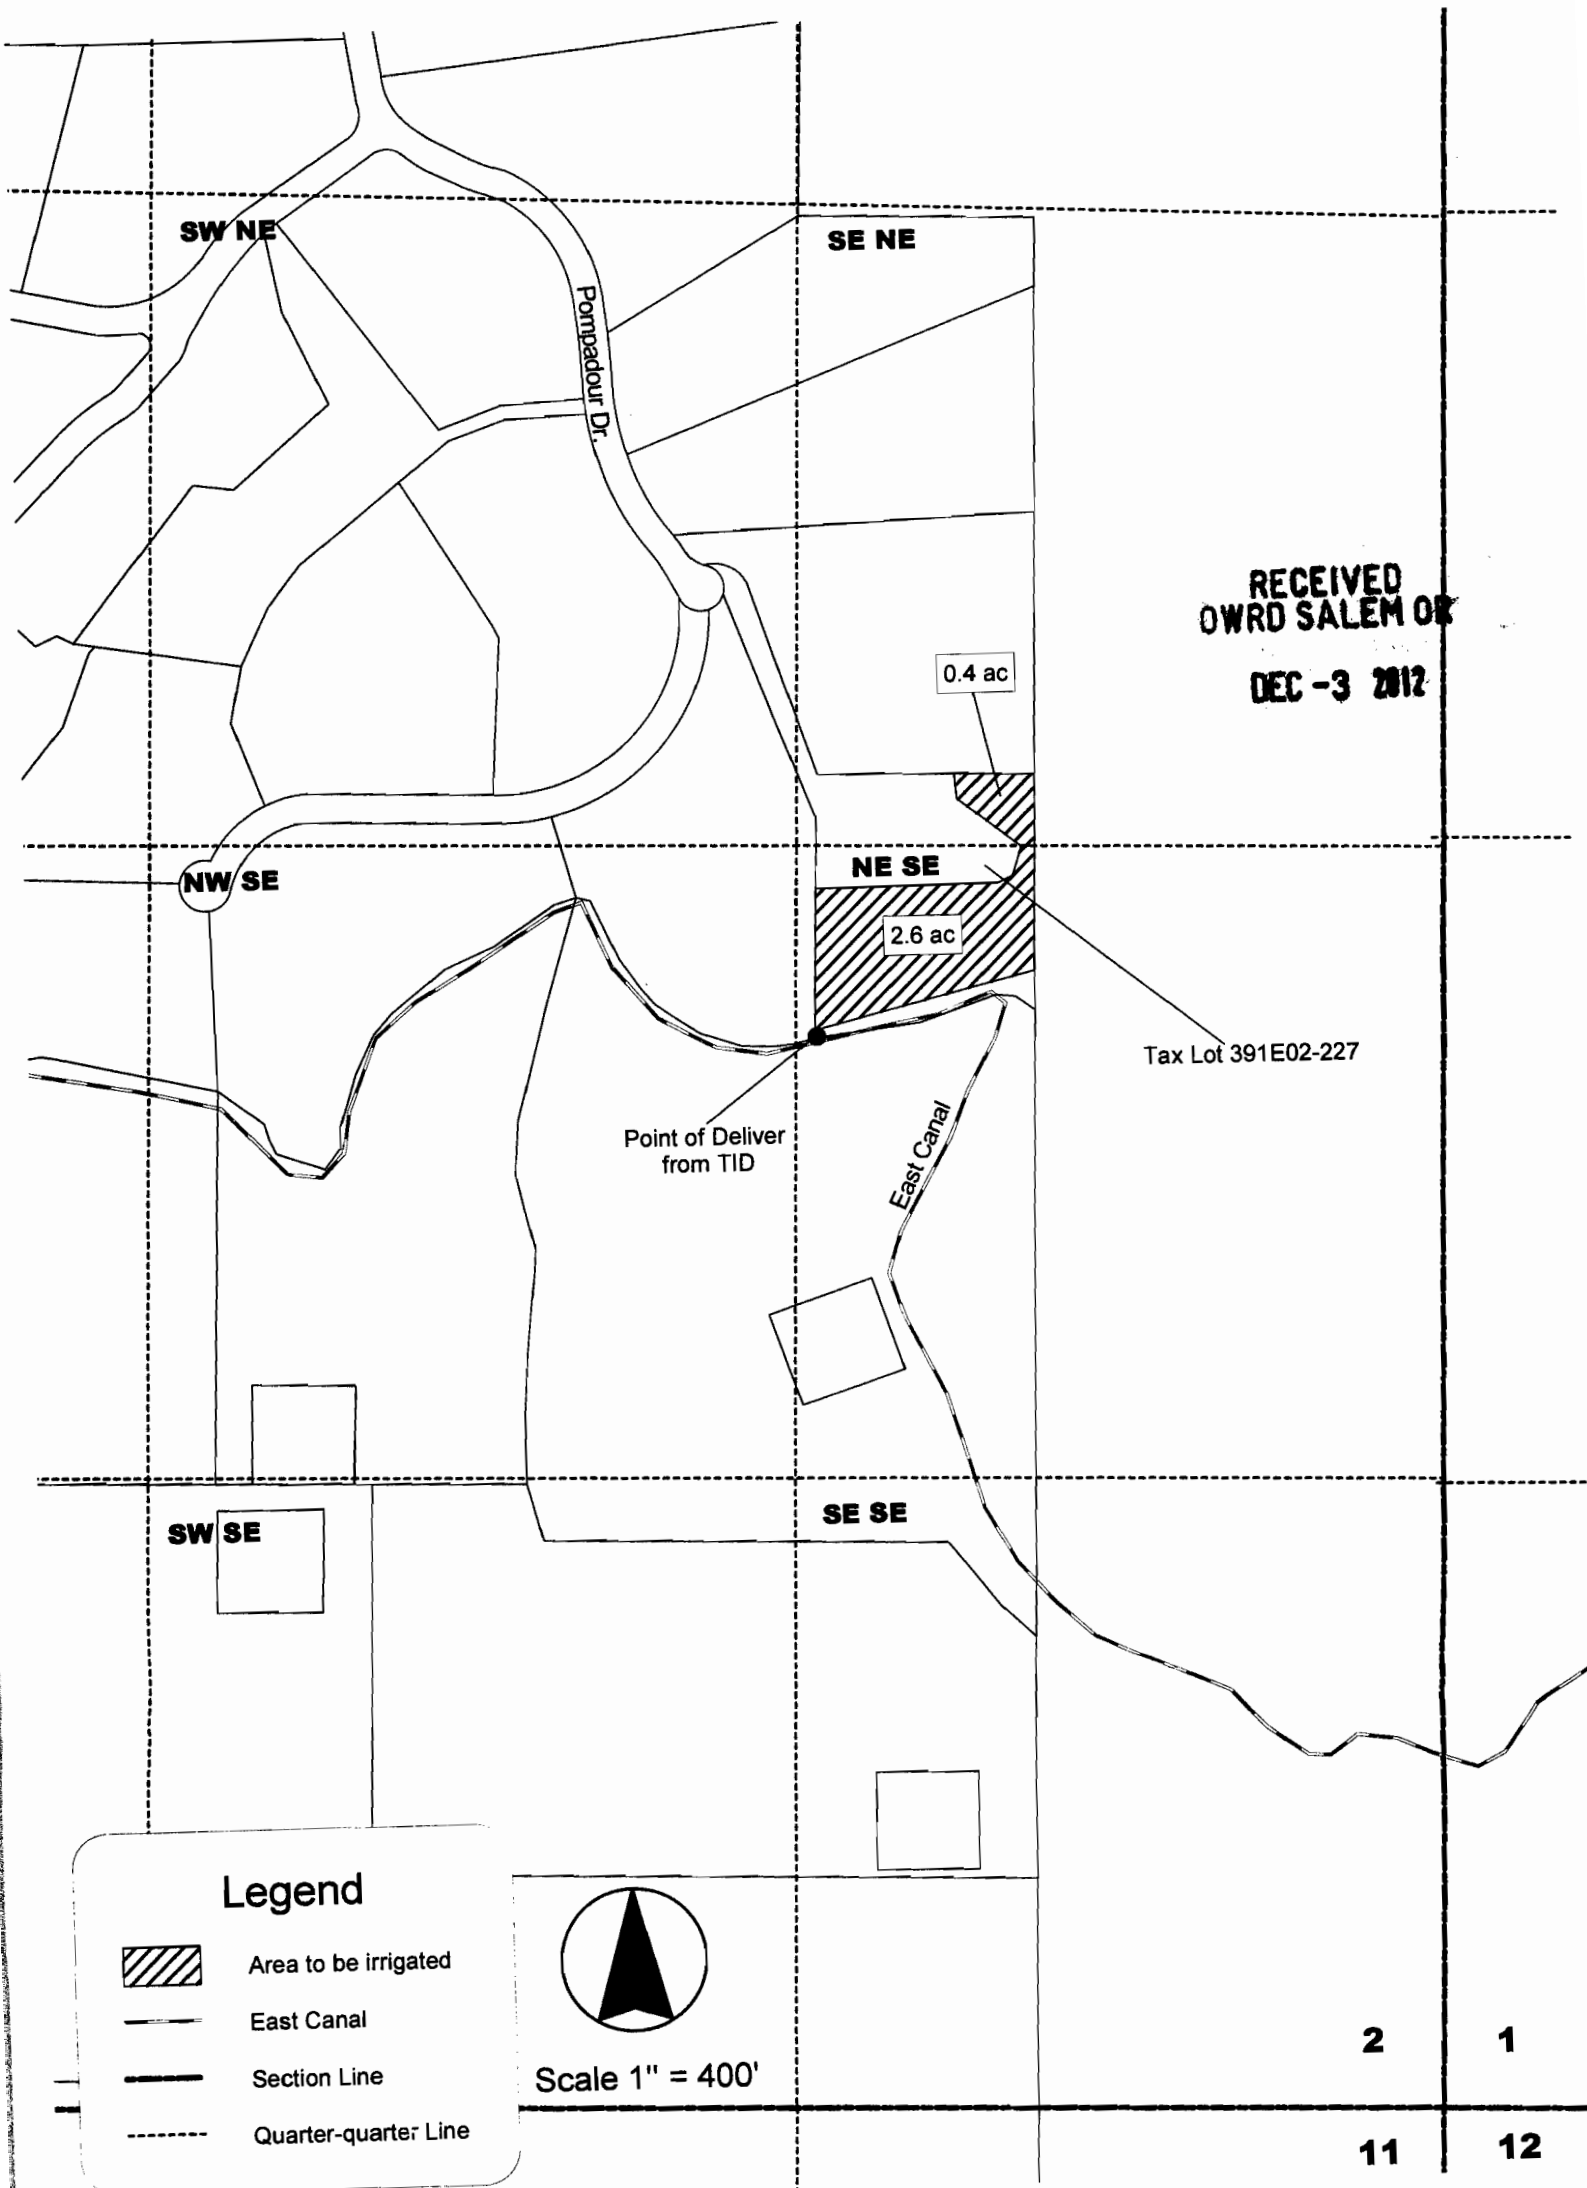 SW NE
SE NE
Pompadour Dr.
RECEIVED
OWRD SALEM OR
DEC -3 2012
0.4 ac
NW SE
NE SE
2.6 ac
Tax Lot 391E02-227
Point of Deliver
from TID
East Canal
SW SE
SE SE
Legend
Area to be irrigated
East Canal
Section Line
Quarter-quarter Line
Scale 1" = 400'
2
1
11
12